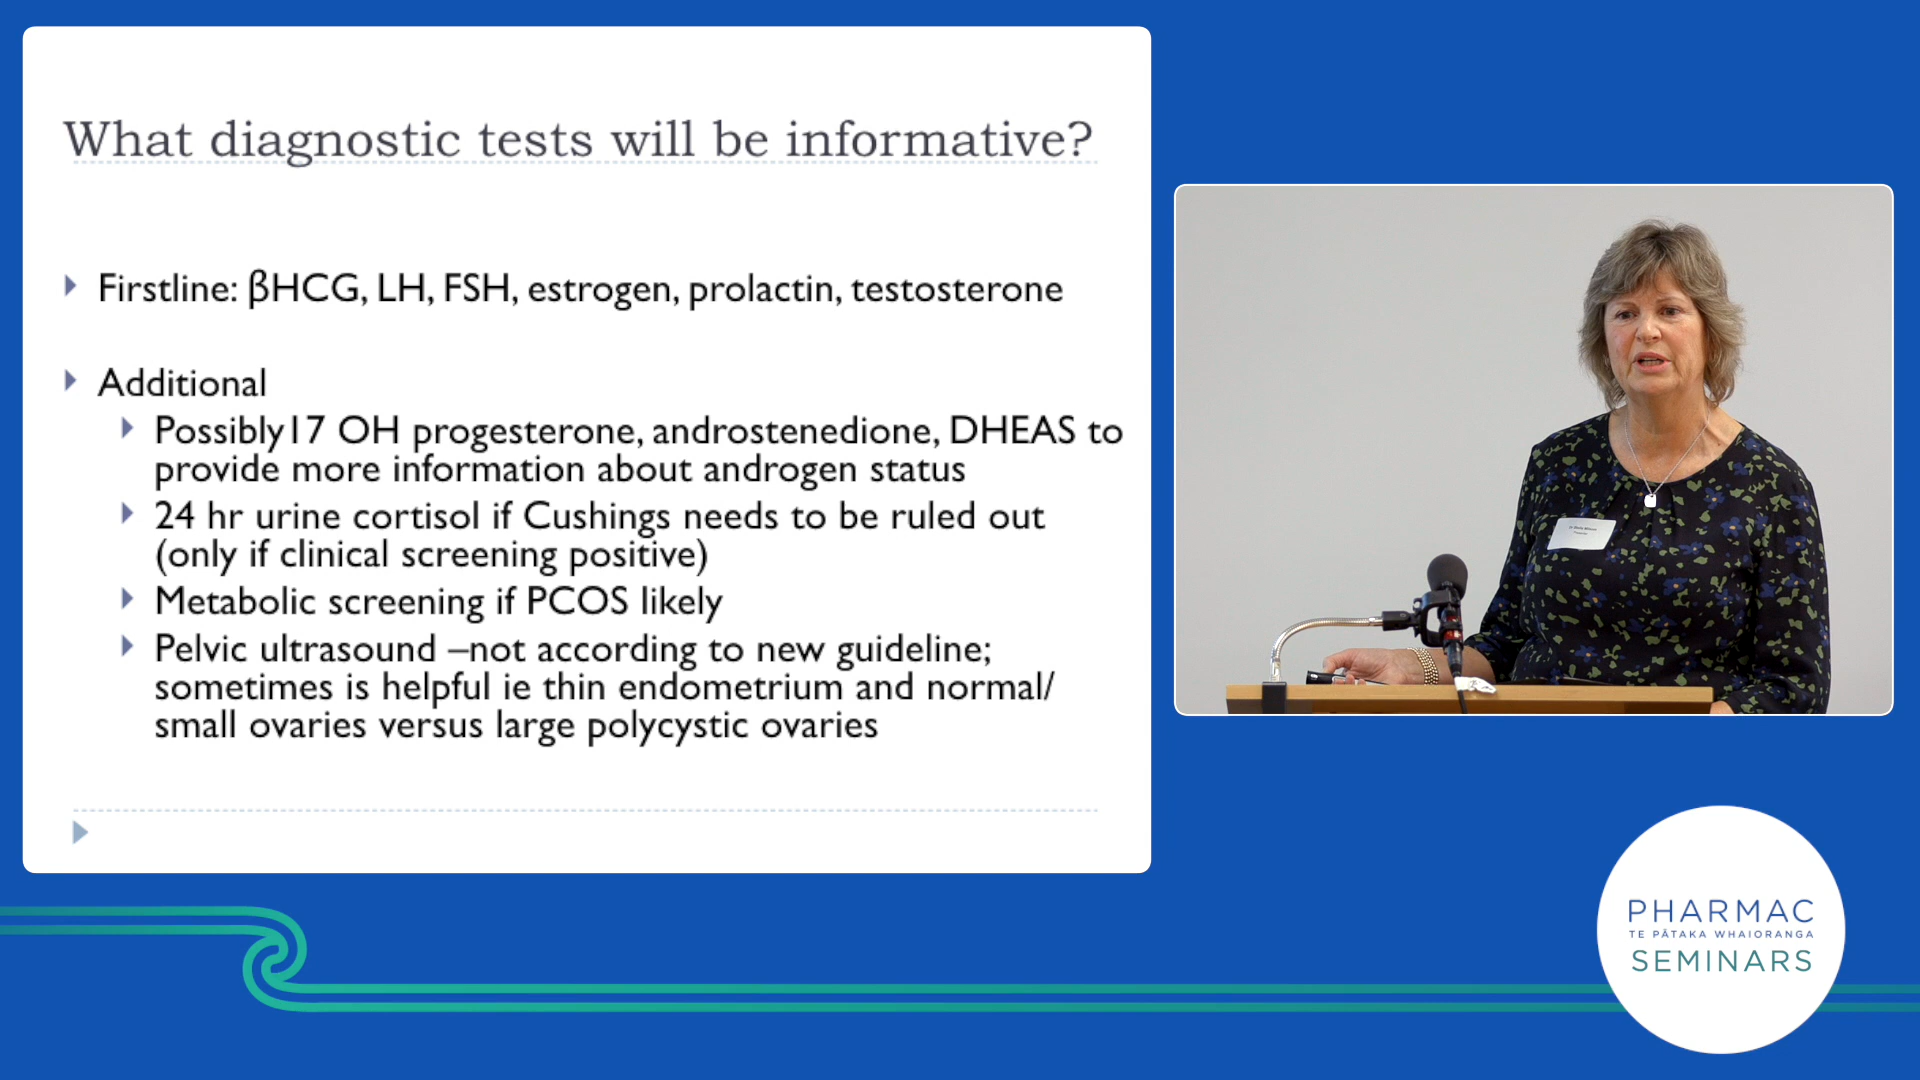 What diagnostic tests will be informative?
Firstline: βHCG, LH, FSH, estrogen, prolactin, testosterone
Additional
Possibly17 OH progesterone, androstenedione, DHEAS to
provide more information about androgen status
24 hr urine cortisol if Cushings needs to be ruled out
(only if clinical screening positive)
Metabolic screening if PCOS likely
Pelvic ultrasound –not according to new guideline;
sometimes is helpful ie thin endometrium and normal/
small ovaries versus large polycystic ovaries
PHARMAC
TE PĀTAKA WHAIORANGA
SEMINARS